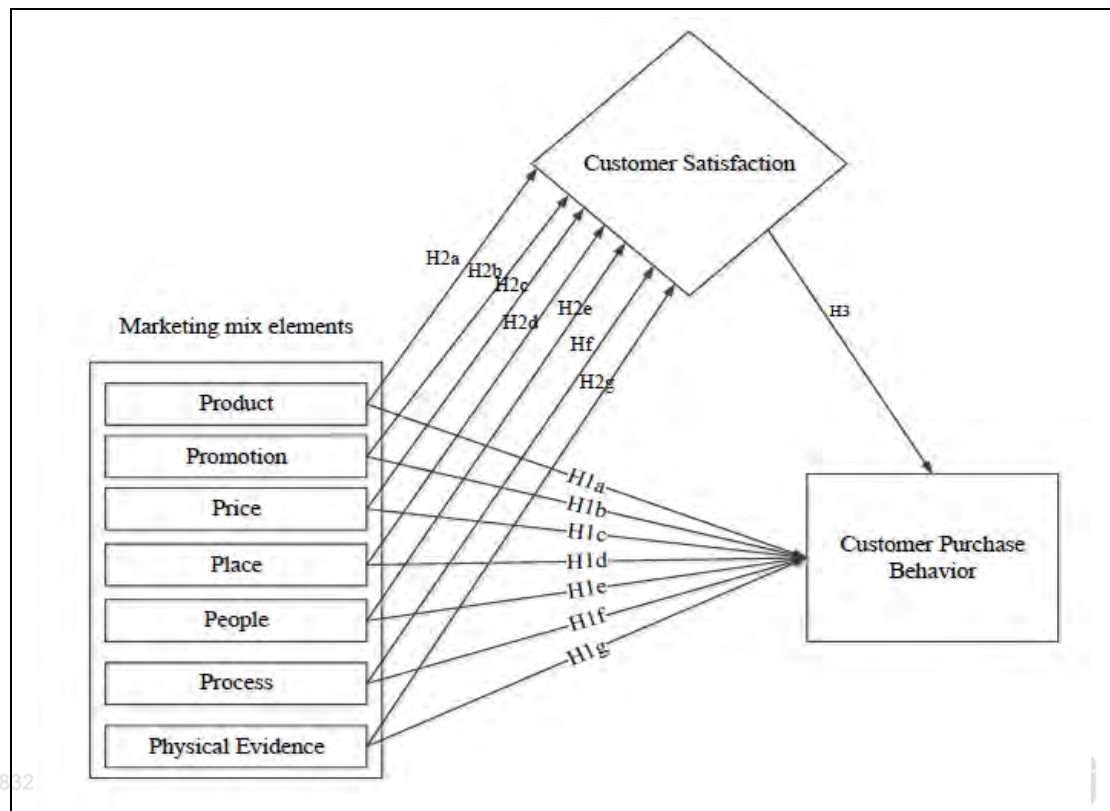 Customer Satisfaction
H2a
H2b
H2c
H2d
H2e
Hf
H2g
H3
Marketing mix elements
Product
Promotion
Price
Place
People
Process
Physical Evidence
H1a
H1b
H1c
H1d
H1e
H1f
H1g
Customer Purchase
Behavior
832